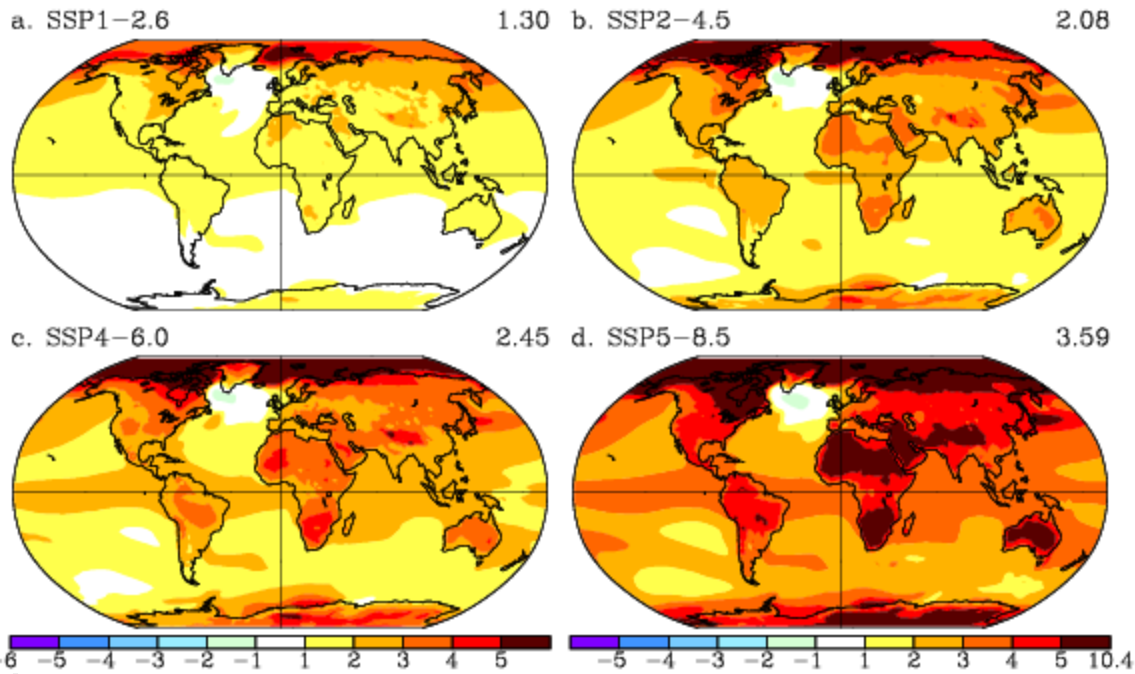 a. SSP1−2.6 1.30
b. SSP2−4.5 2.08
c. SSP4−6.0 2.45
d. SSP5−8.5 3.59
−6 −5 −4 −3 −2 −1 1 2 3 4 5
−5 −4 −3 −2 −1 1 2 3 4 5 10.4